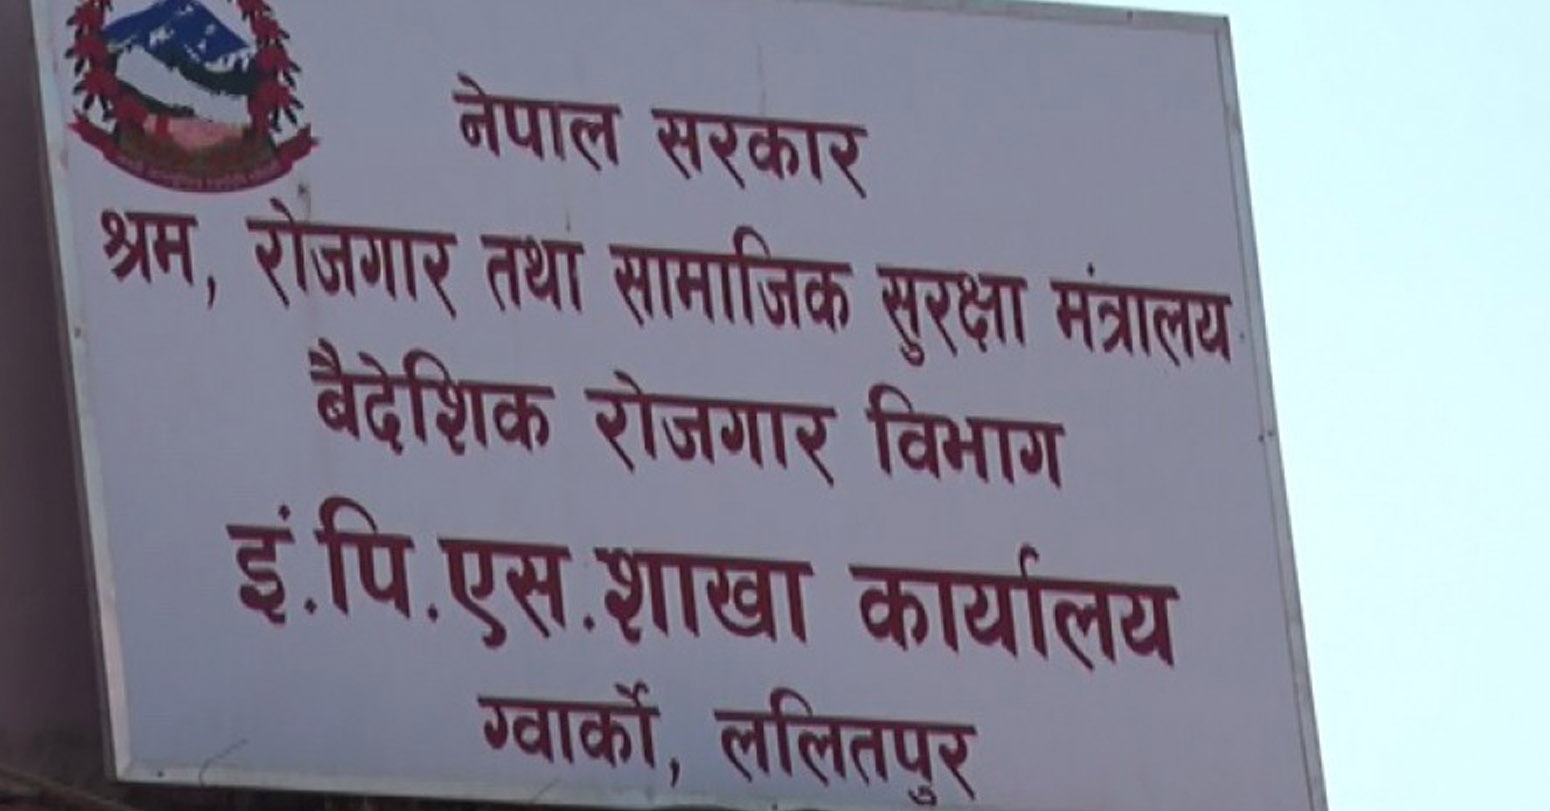 नेपाल सरकार
श्रम, रोजगार तथा सामाजिक सुरक्षा मंत्रालय
बैदेशिक रोजगार विभाग
इं.पि.एस.शाखा कार्यालय
ग्वार्को, ललितपुर